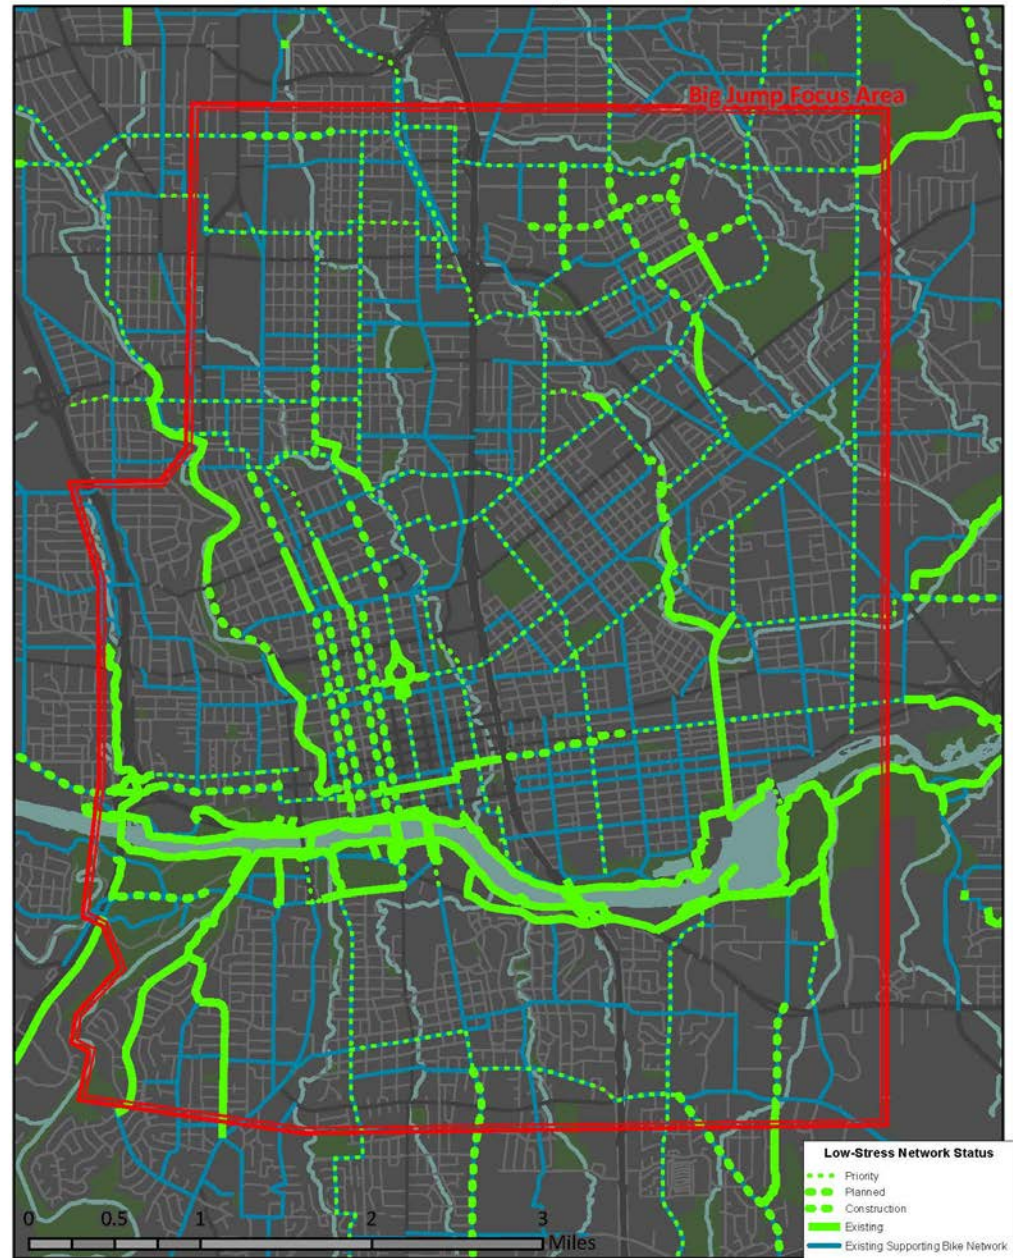 Big Jump Focus Area
Low-Stress Network Status
Priority
Planned
Construction
Existing
Existing Supporting Bike Network
0 0.5 1 2 3
Miles